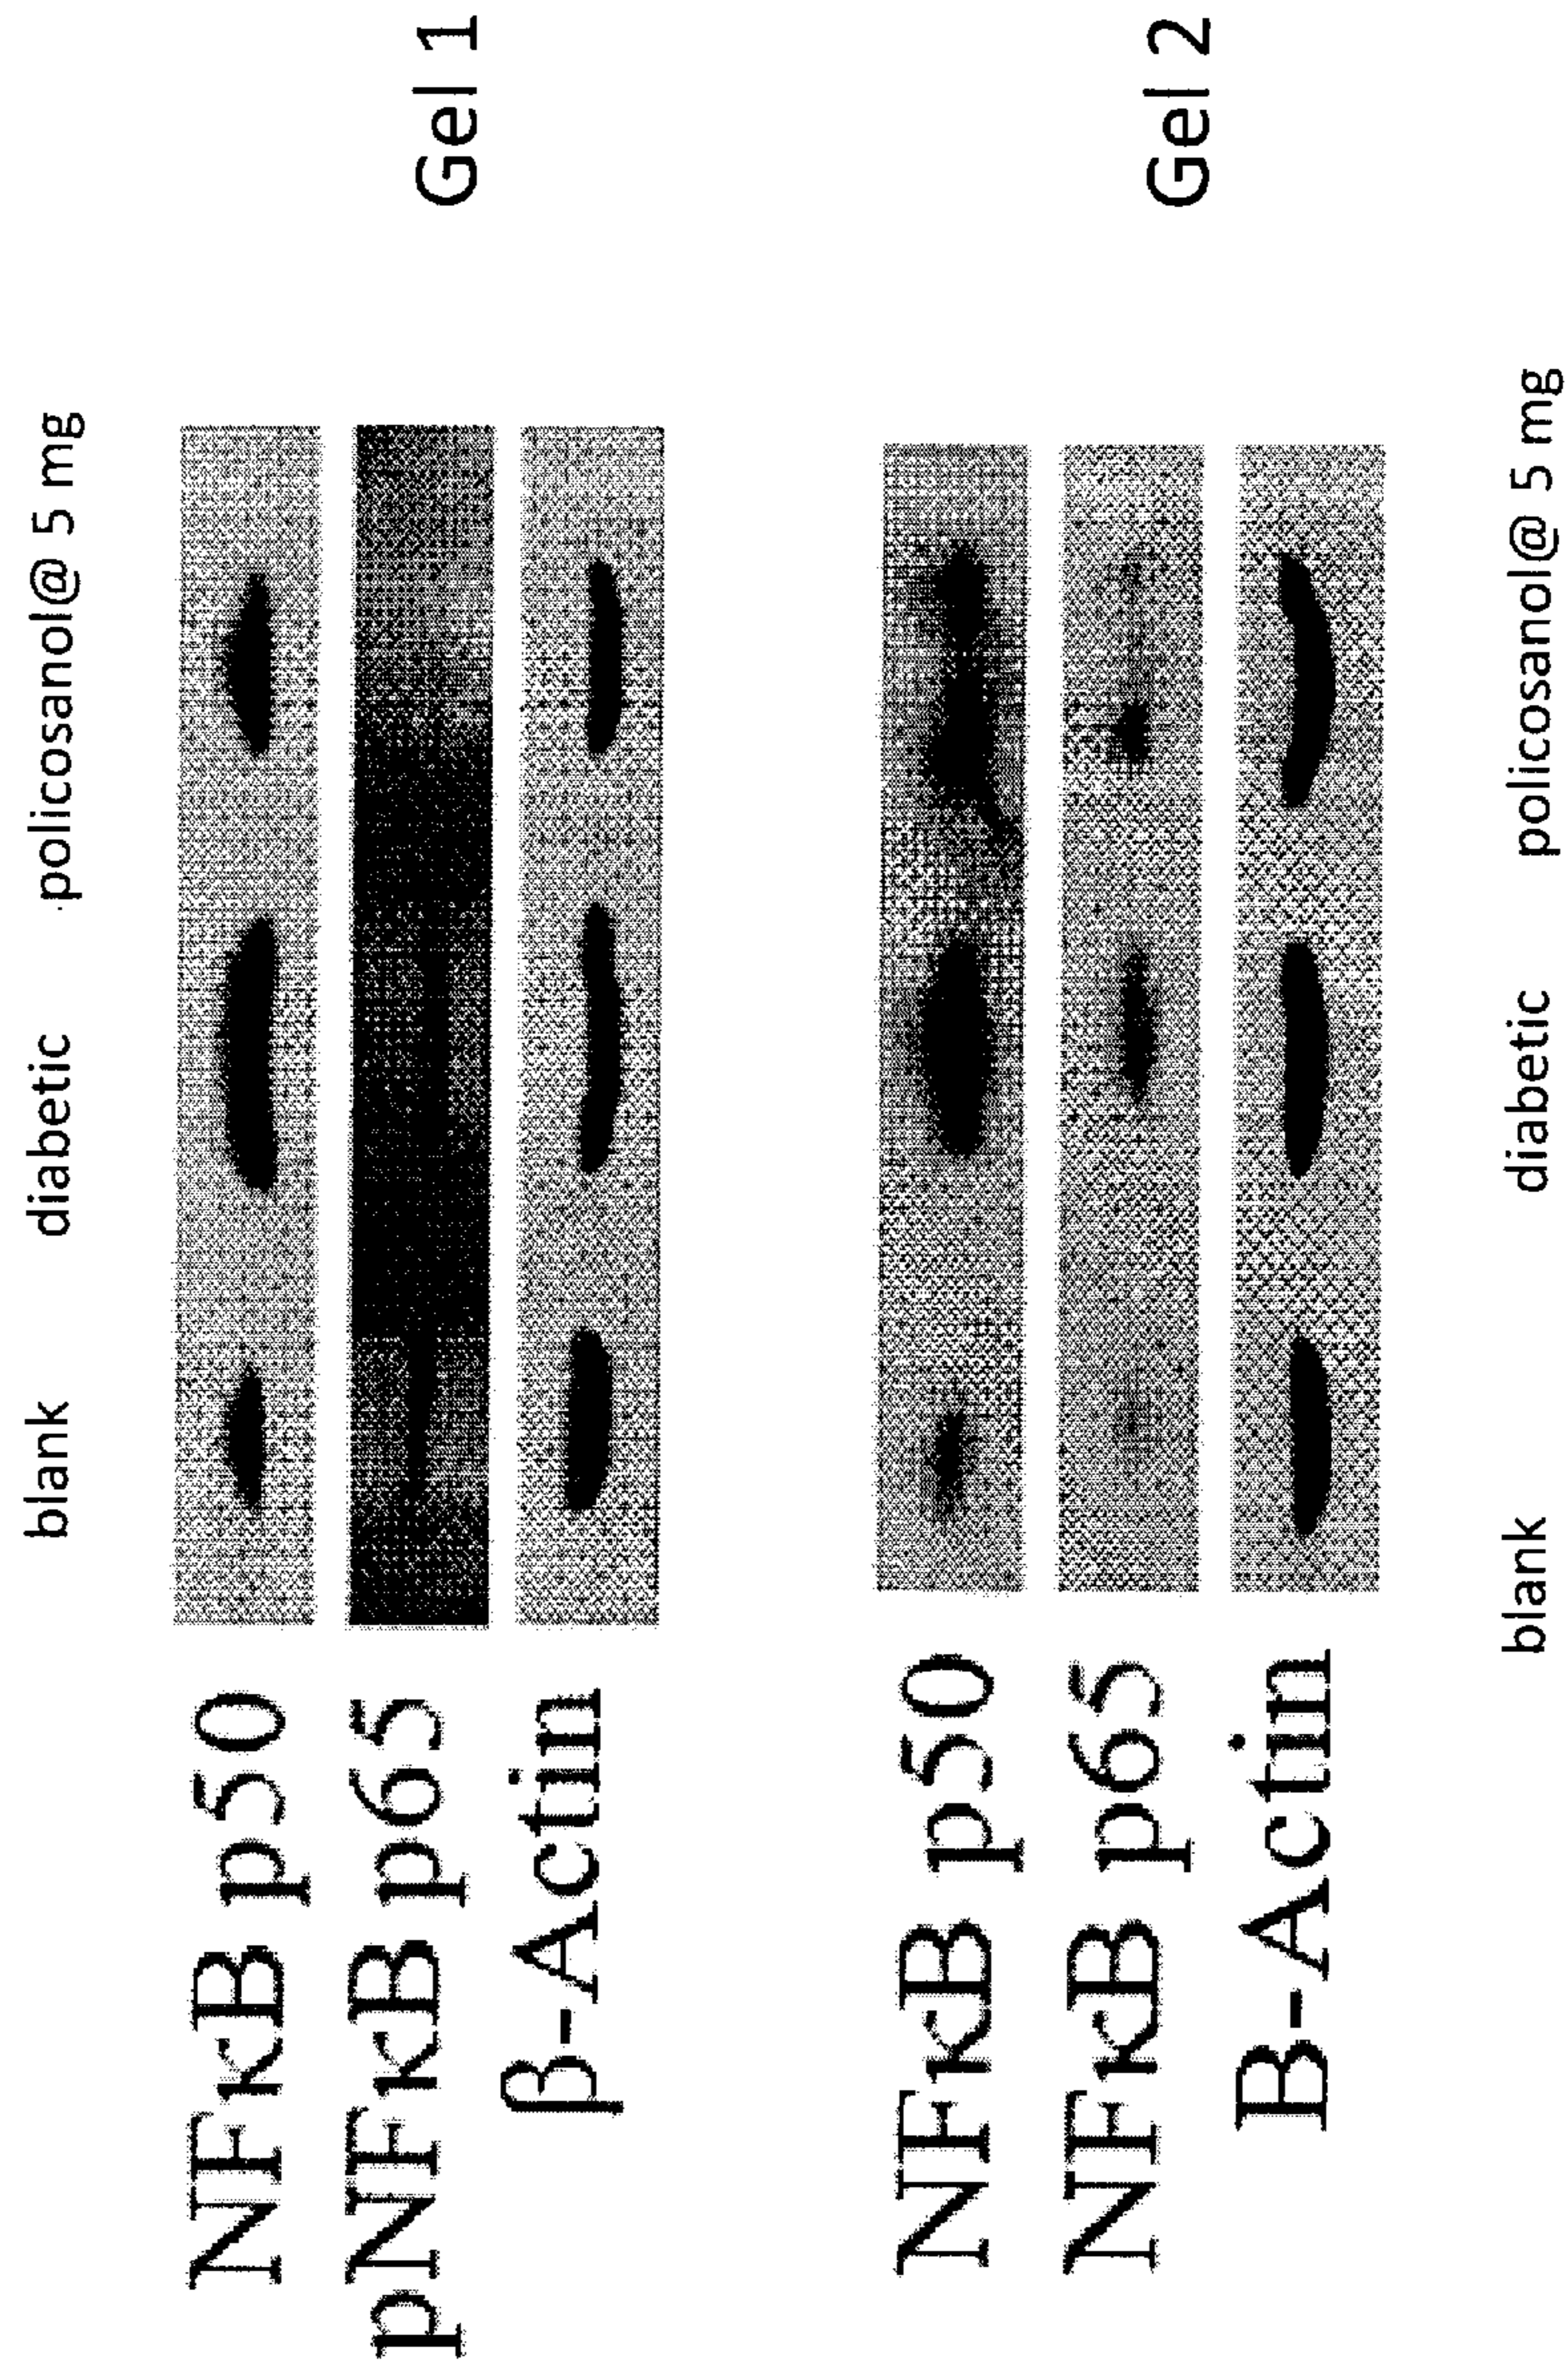 blank diabetic policosanol@ 5 mg
NFκB p50
pNFκB p65
β-Actin
Gel 1
NFκB p50
NFκB p65
B-Actin
Gel 2
blank diabetic policosanol@ 5 mg